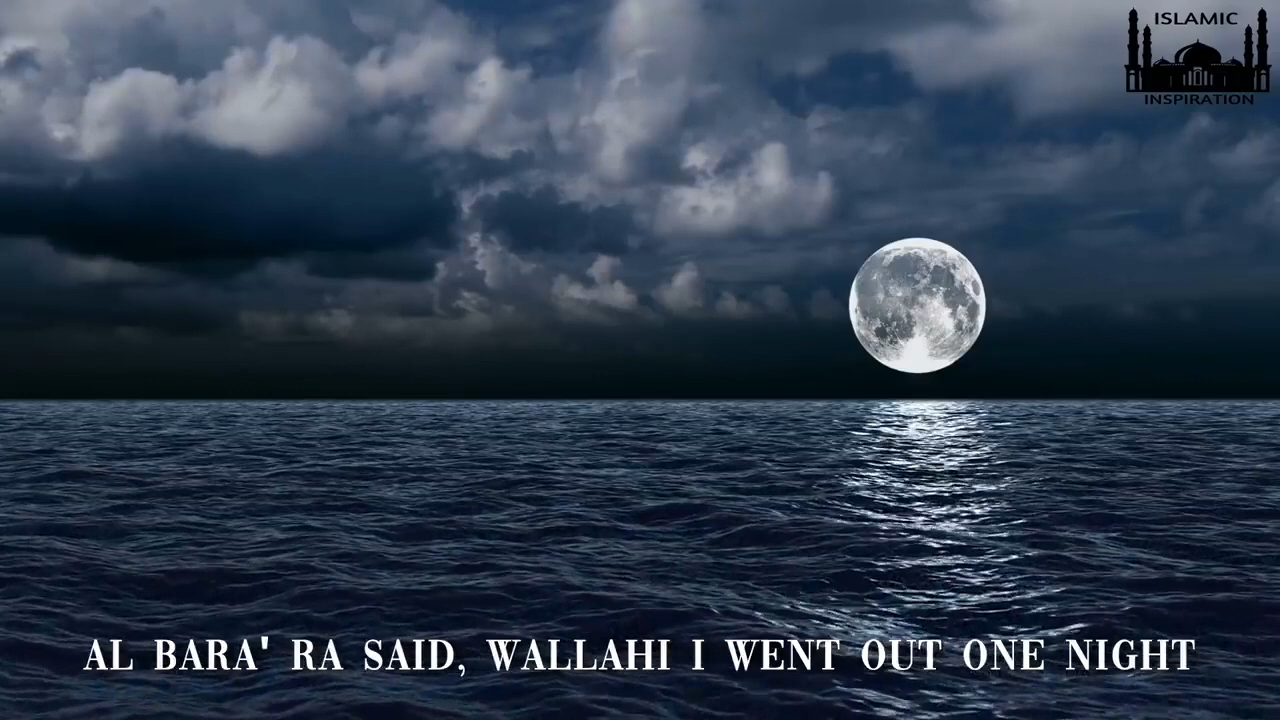 ISLAMIC
INSPIRATION
AL BARA' RA SAID, WALLAHI I WENT OUT ONE NIGHT